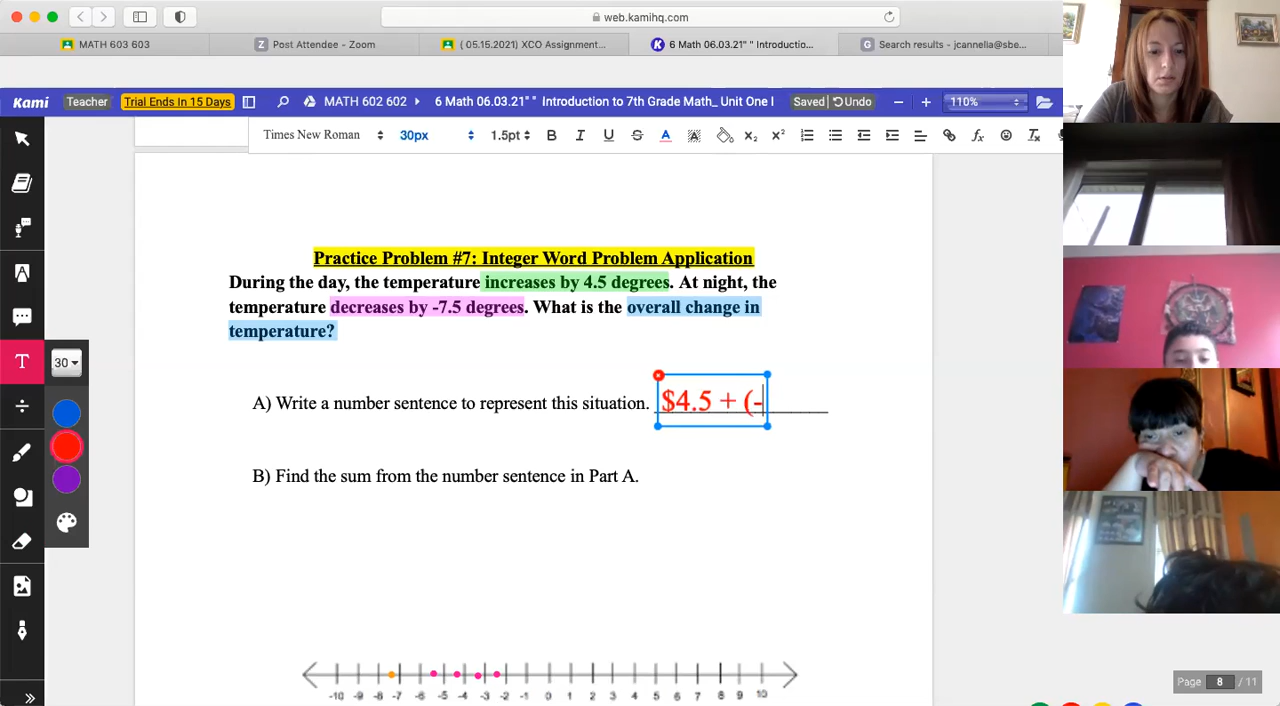 web.kamihq.com
MATH 603 603
Z Post Attendee - Zoom
( 05.15.2021) XCO Assignment...
K 6 Math 06.03.21" " Introductio...
G Search results - jcannelia@sbe...
Kami Teacher Trial Ends In 15 Days MATH 602 602 6 Math 06.03.21" " Introduction to 7th Grade Math_ Unit One I Saved Undo 110%
Times New Roman 30px 1.5pt B I U S A X₂ X² fx Tx
Practice Problem #7: Integer Word Problem Application
During the day, the temperature increases by 4.5 degrees. At night, the
temperature decreases by -7.5 degrees. What is the overall change in
temperature?
T 30
A) Write a number sentence to represent this situation. $4.5 + (-
B) Find the sum from the number sentence in Part A.
-10 -9 -8 -7 -6 -5 -4 -3 -2 -1 0 1 2 3 4 5 6 7 8 9 10
Page 8 / 11